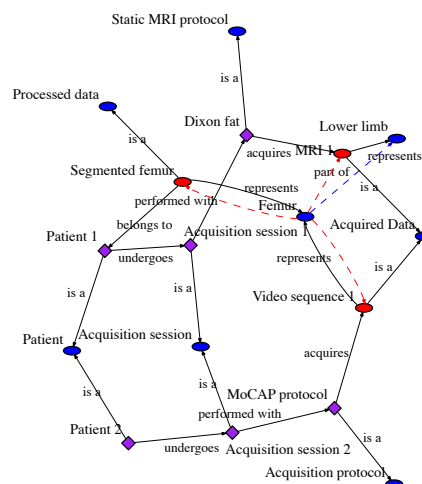 Static MRI protocol
is a
Processed data
Dixon fat
Lower limb
is a
acquires
MRI 1
represents
Segmented femur
part of
performed with
represents
is a
Femur
belongs to
Patient 1
Acquisition session 1
Acquired Data
undergoes
represents
is a
is a
is a
Video sequence 1
Patient
Acquisition session
acquires
is a
is a
MoCAP protocol
performed with
Patient 2
is a
undergoes
Acquisition session 2
Acquisition protocol